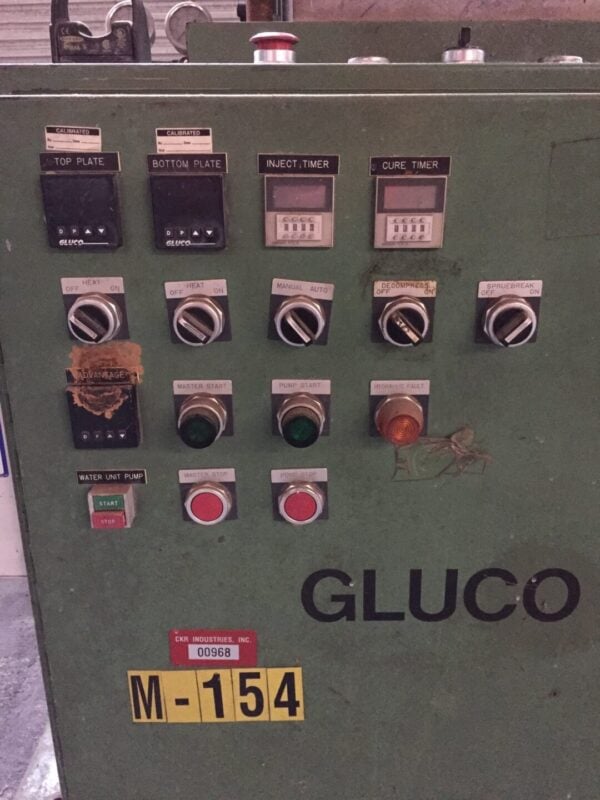 CALIBRATED
CALIBRATED
TOP PLATE
BOTTOM PLATE
INJECT. TIMER
CURE TIMER
D P
GLUCO
D P
GLUCO
HEAT
OFF ON
HEAT
OFF ON
MANUAL AUTO
DECOMPRESS
OFF ON
SPRUEBREAK
OFF ON
ADVANTAGE
MASTER START
PUMP START
HYDRAULIC FAULT
D P
WATER UNIT PUMP
MASTER STOP
PUMP STOP
START
STOP
GLUCO
CKR INDUSTRIES, INC.
00968
M-154